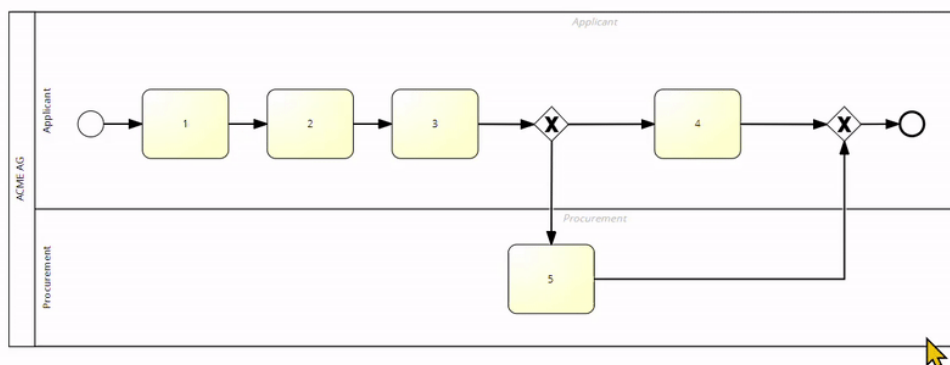 Applicant
ACME AG
Applicant
1
2
3
X
4
X
Procurement
Procurement
5